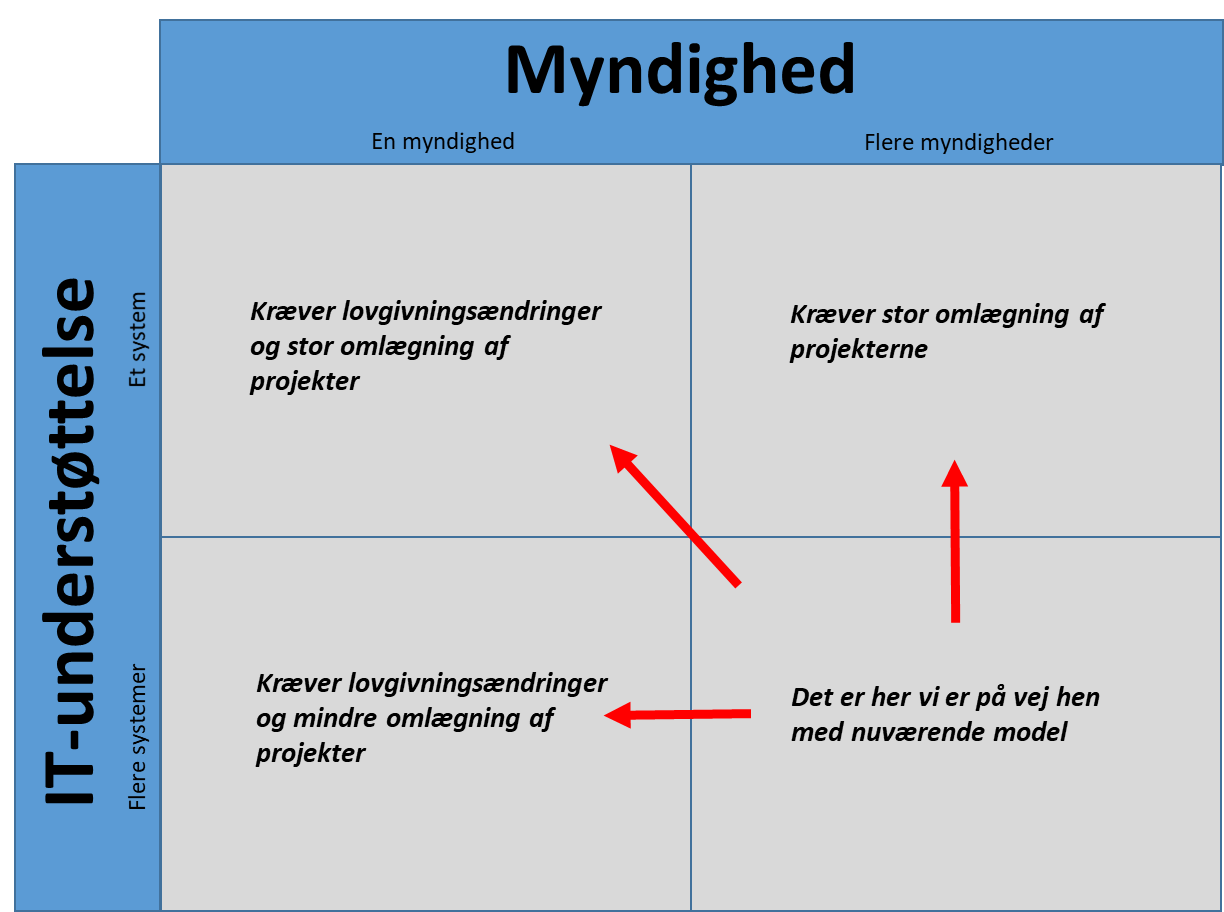 Myndighed
En myndighed
Flere myndigheder
IT-understøttelse
Et system
Kræver lovgivningsændringer
og stor omlægning af
projekter
Kræver stor omlægning af
projekterne
Flere systemer
Kræver lovgivningsændringer
og mindre omlægning af
projekter
Det er her vi er på vej hen
med nuværende model